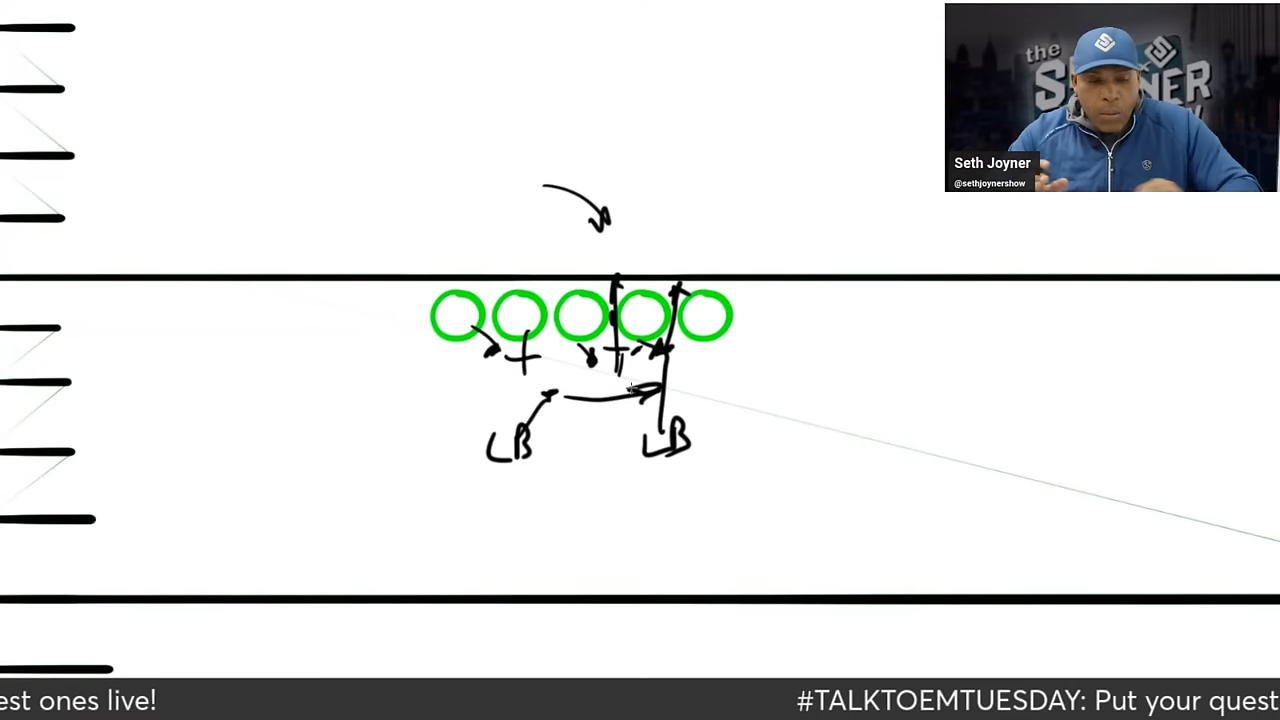 the
Seth Joyner
@sethjoynershow
LB
LB
est ones live!
#TALKTOEMTUESDAY: Put your quest